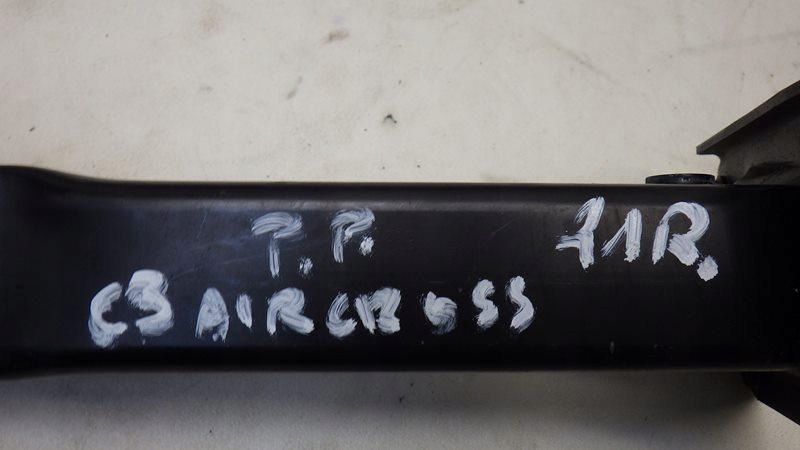 P.P. 11R.
C3 AIRCROSS